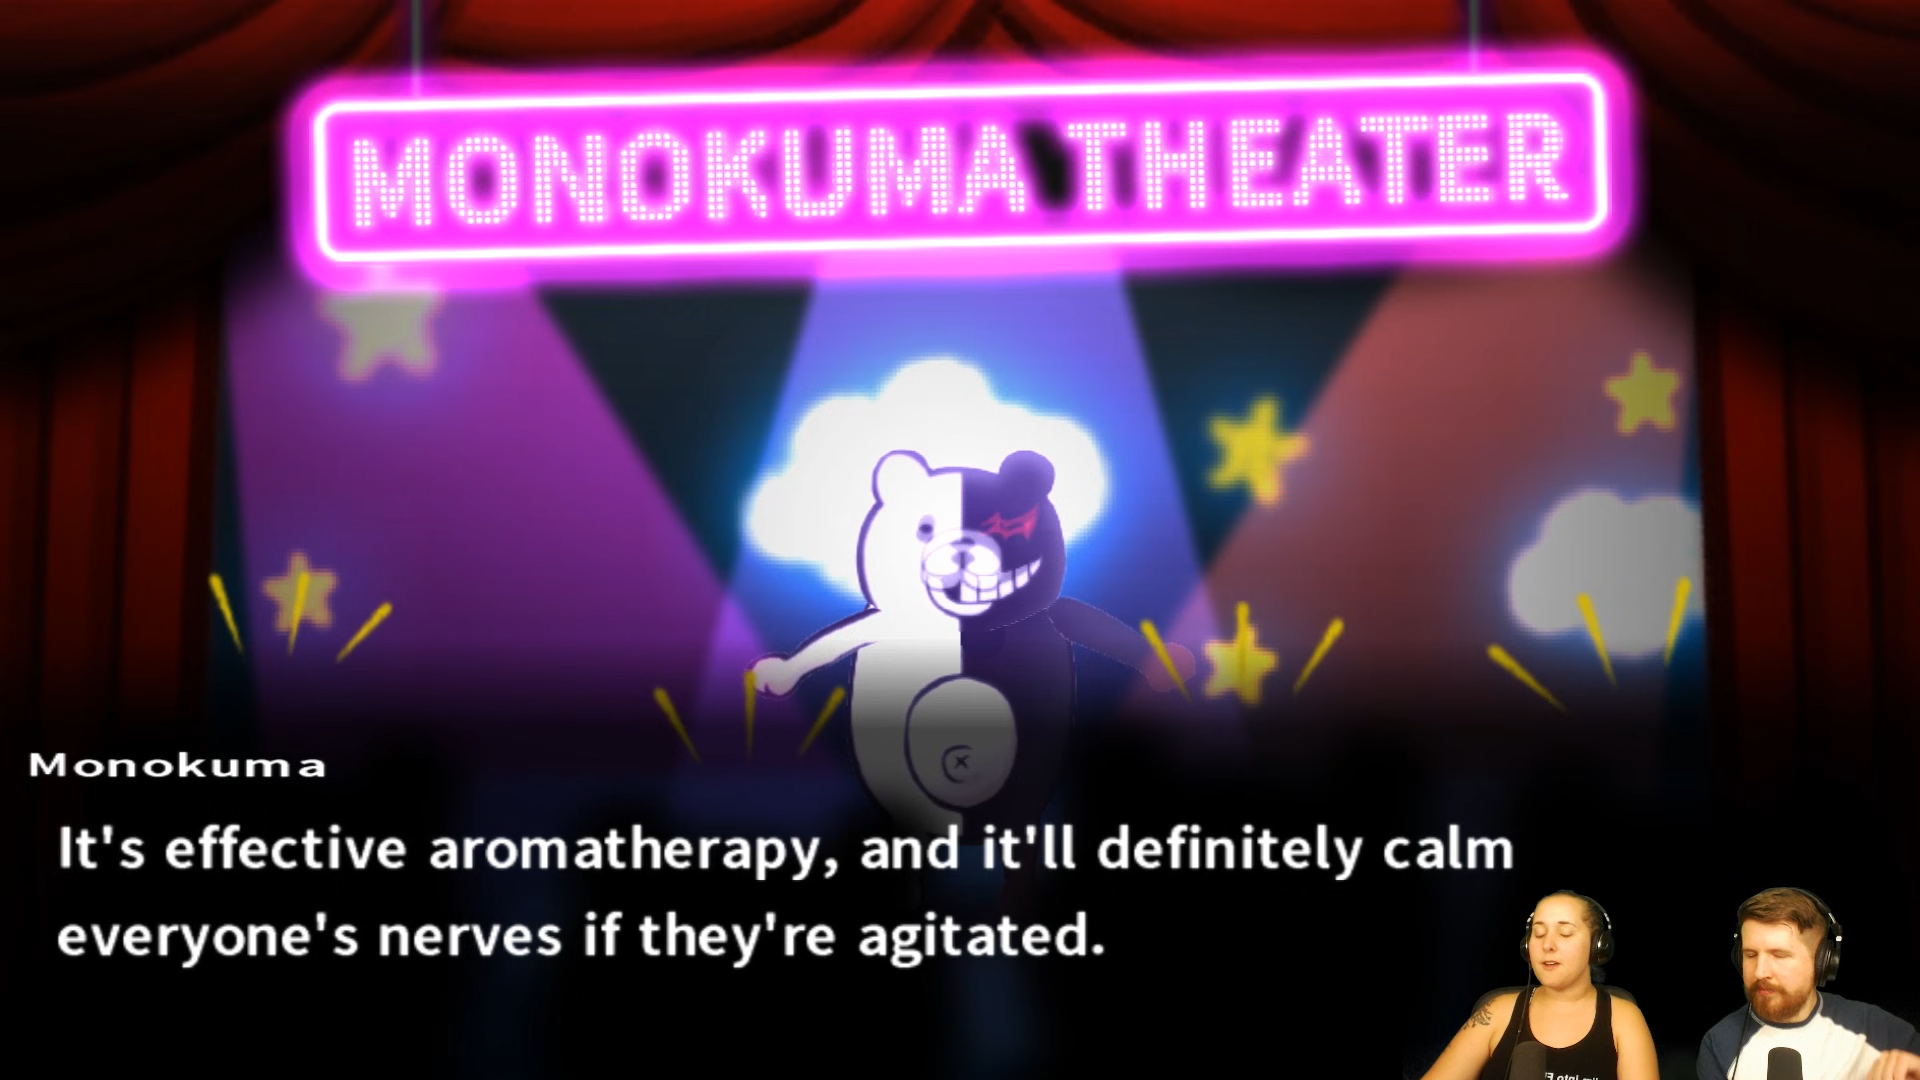 MONOKUMA THEATER
Monokuma
It's effective aromatherapy, and it'll definitely calm
everyone's nerves if they're agitated.